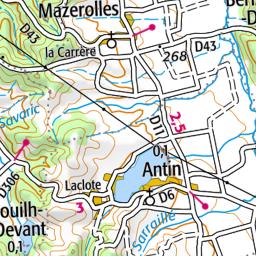 Mazerolles
D43
la Carrère
D43
268
Savaric
D11
2,5
0,1
Antin
Laclote
D306
D6
3
ouilh-
Devant
0,1
Sarraille